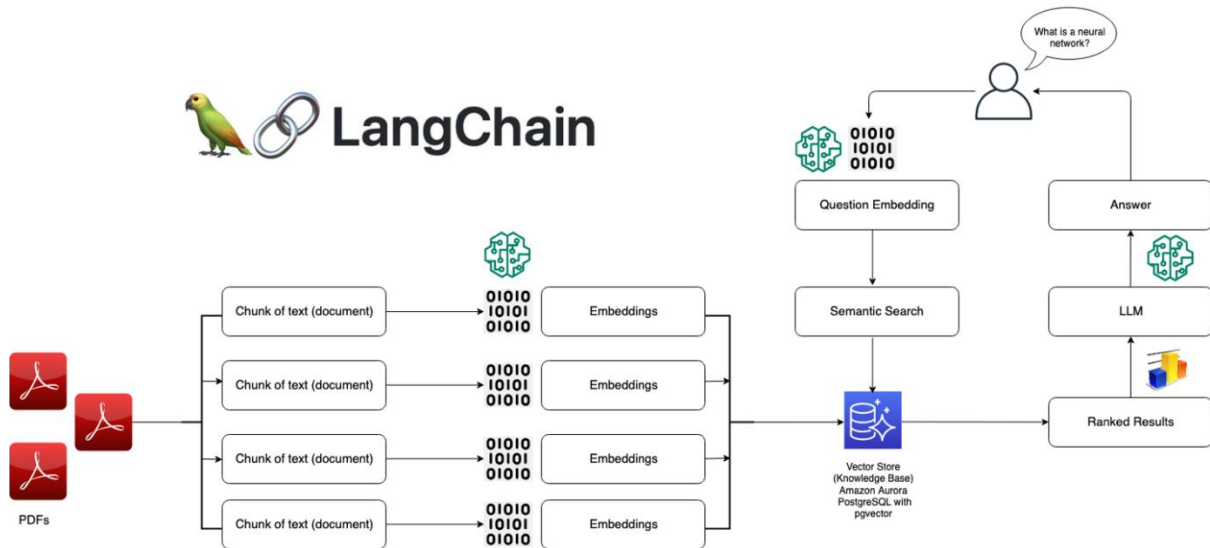 What is a neural
network?
LangChain
01010
10101
01010
Question Embedding
Answer
Semantic Search
LLM
Chunk of text (document)
01010
10101
01010
Embeddings
Chunk of text (document)
01010
10101
01010
Embeddings
Ranked Results
Chunk of text (document)
01010
10101
01010
Embeddings
Chunk of text (document)
01010
10101
01010
Embeddings
PDFs
Vector Store
(Knowledge Base)
Amazon Aurora
PostgreSQL with
pgvector